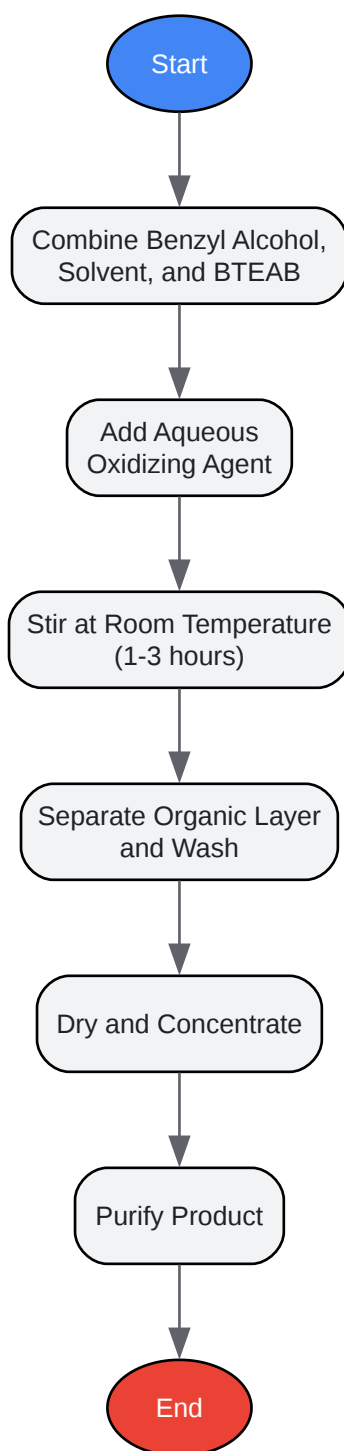 Start
Combine Benzyl Alcohol,
Solvent, and BTEAB
Add Aqueous
Oxidizing Agent
Stir at Room Temperature
(1-3 hours)
Separate Organic Layer
and Wash
Dry and Concentrate
Purify Product
End